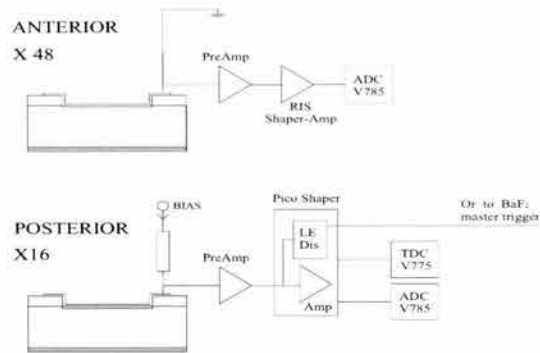 ANTERIOR
X 48
PreAmp
RIS
Shaper-Amp
ADC
V785
BIAS
POSTERIOR
X16
PreAmp
Pico Shaper
LE
Dis
Amp
Or to BaF:
master trigger
TDC
V775
ADC
V785